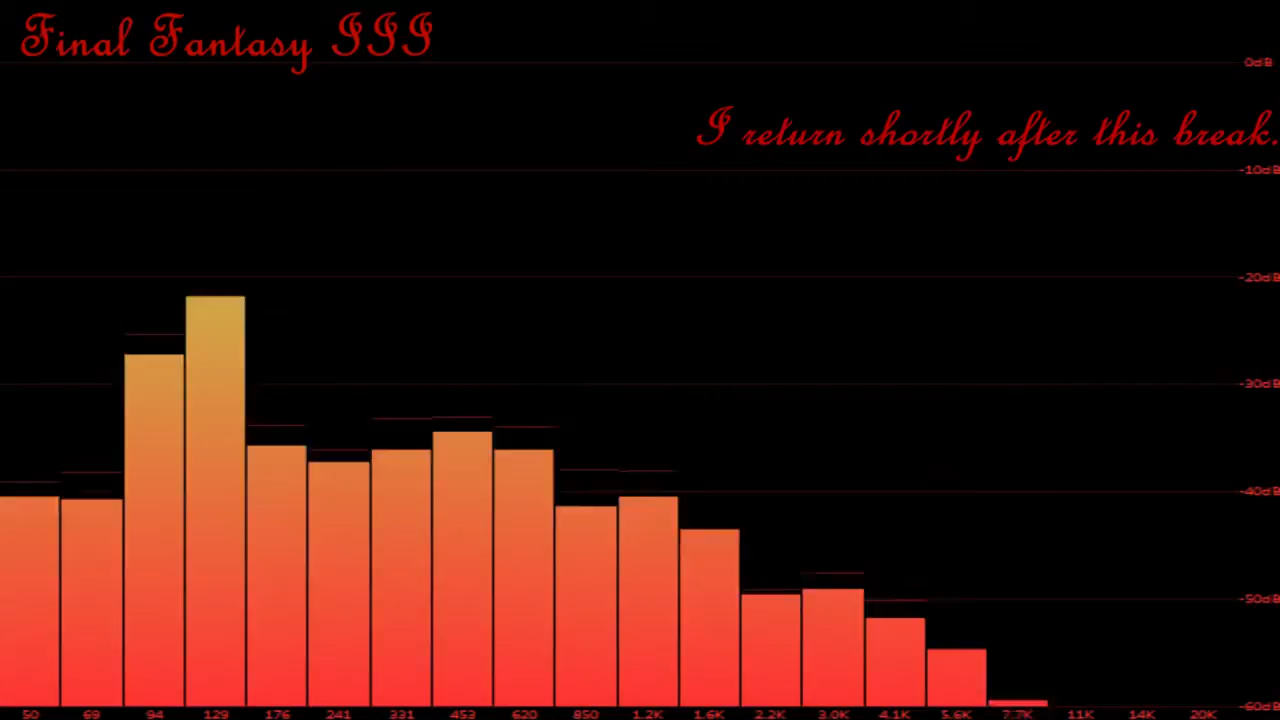 Final Fantasy III
0dB
I return shortly after this break.
-10dB
-20dB
-30dB
-40dB
-50dB
-60dB
50 69 94 129 176 241 331 453 620 850 1.2K 1.6K 2.2K 3.0K 4.1K 5.6K 7.7K 11K 14K 20K